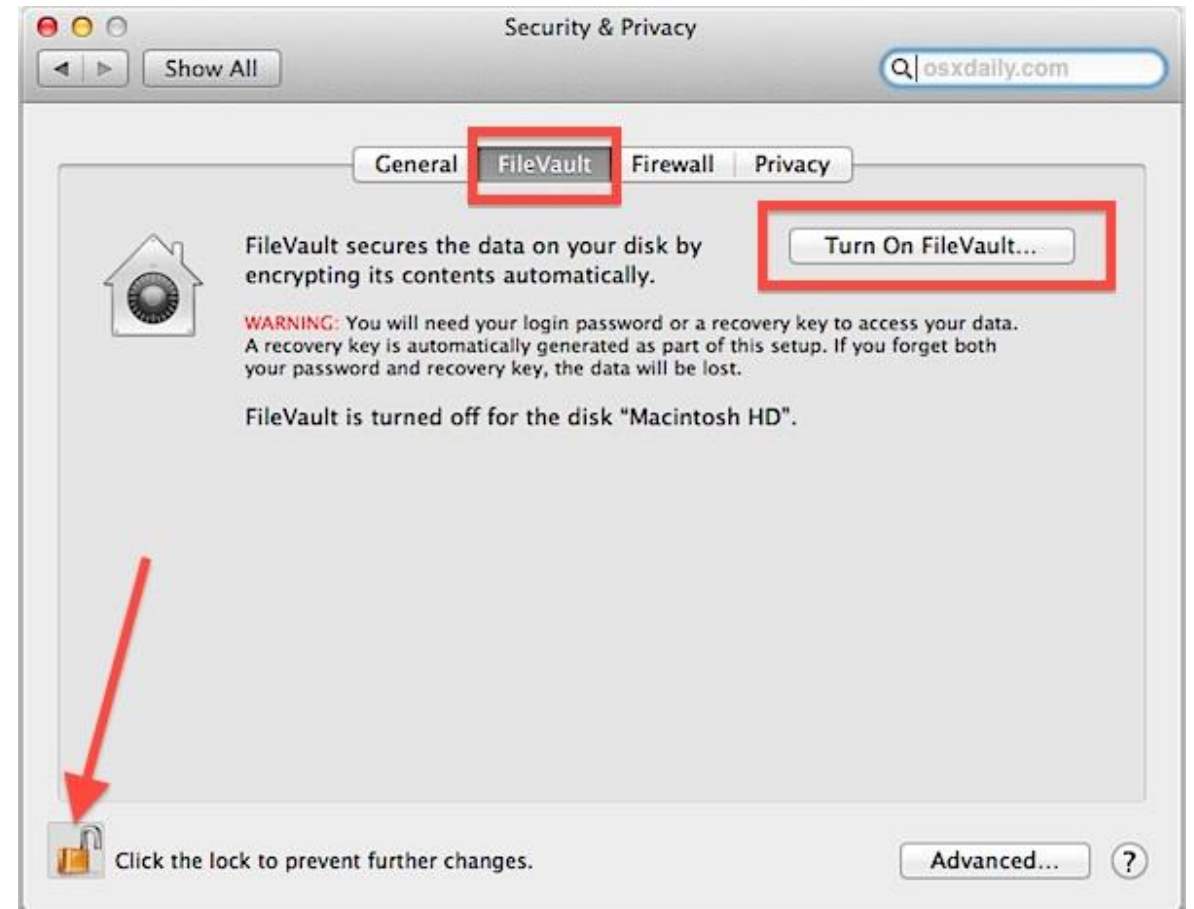 Security & Privacy
Show All
osxdaily.com
General FileVault Firewall Privacy
FileVault secures the data on your disk by
encrypting its contents automatically.
Turn On FileVault...
WARNING: You will need your login password or a recovery key to access your data.
A recovery key is automatically generated as part of this setup. If you forget both
your password and recovery key, the data will be lost.
FileVault is turned off for the disk “Macintosh HD”.
Click the lock to prevent further changes.
Advanced...
?